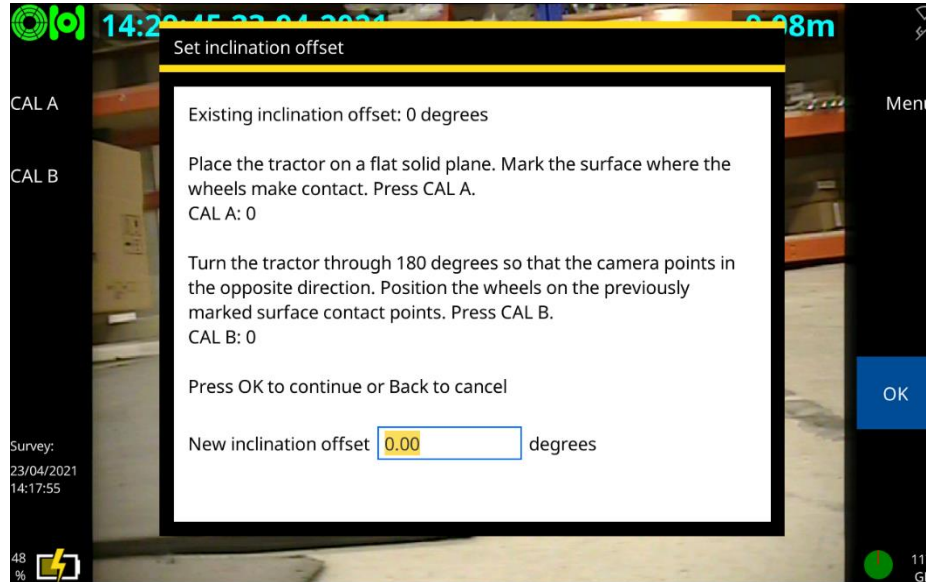 Set inclination offset
CAL A
Menu
CAL B
Existing inclination offset: 0 degrees
Place the tractor on a flat solid plane. Mark the surface where the
wheels make contact. Press CAL A.
CAL A: 0
Turn the tractor through 180 degrees so that the camera points in
the opposite direction. Position the wheels on the previously
marked surface contact points. Press CAL B.
CAL B: 0
Press OK to continue or Back to cancel
OK
New inclination offset 0.00 degrees
Survey:
23/04/2021
14:17:55
48
%